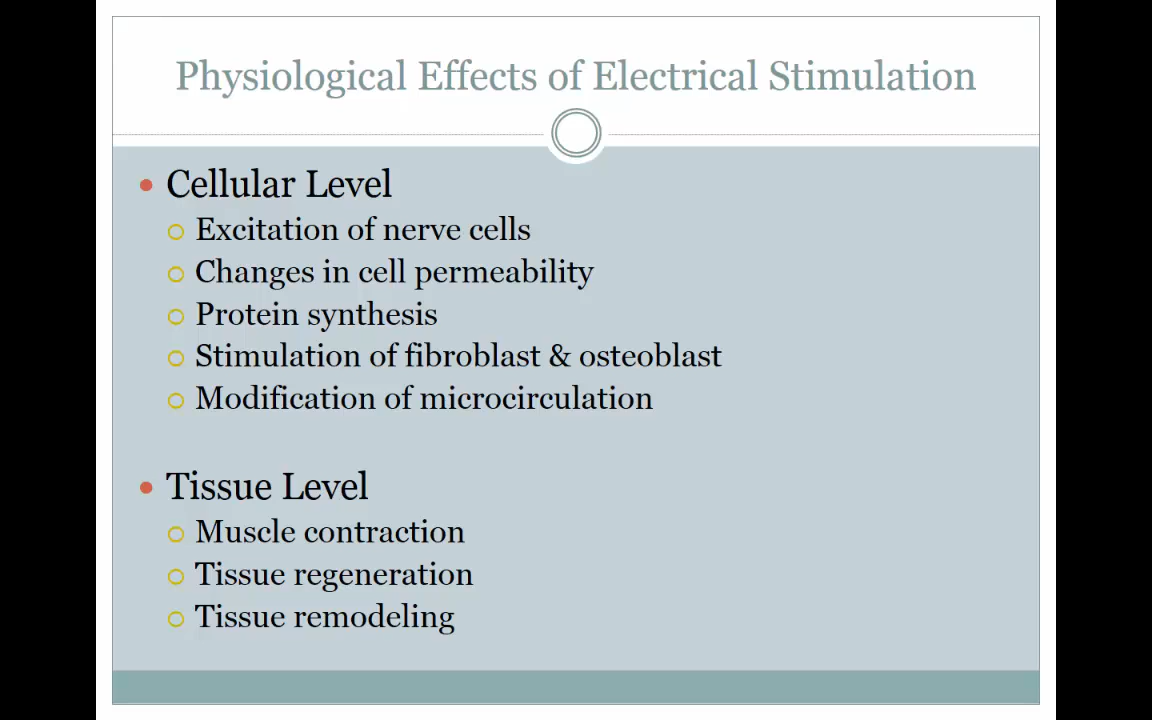 Physiological Effects of Electrical Stimulation
Cellular Level
Excitation of nerve cells
Changes in cell permeability
Protein synthesis
Stimulation of fibroblast & osteoblast
Modification of microcirculation
Tissue Level
Muscle contraction
Tissue regeneration
Tissue remodeling